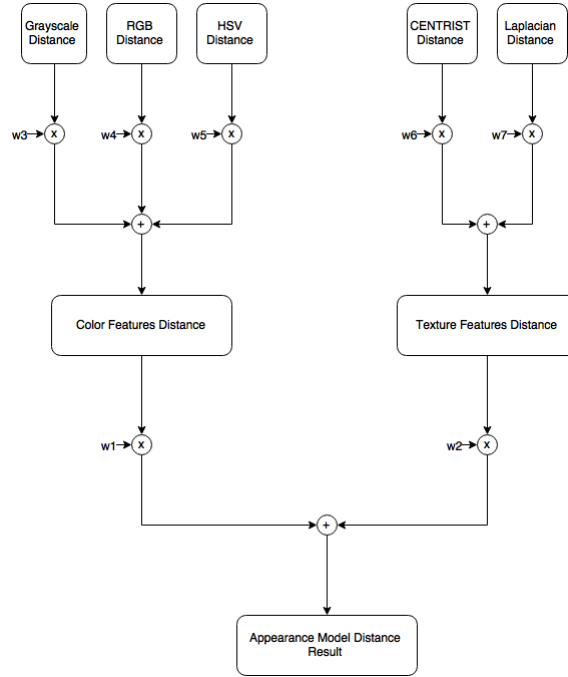 Grayscale
Distance
RGB
Distance
HSV
Distance
CENTRIST
Distance
Laplacian
Distance
w3
x
w4
x
w5
x
w6
x
w7
x
+
+
Color Features Distance
Texture Features Distance
w1
x
w2
x
+
Appearance Model Distance
Result